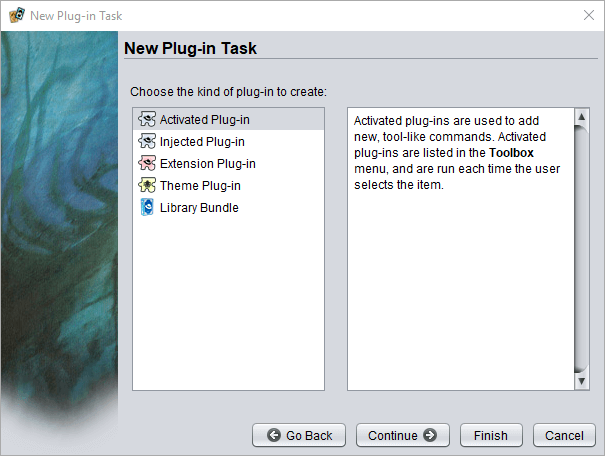 New Plug-in Task
New Plug-in Task
Choose the kind of plug-in to create:
Activated Plug-in
Injected Plug-in
Extension Plug-in
Theme Plug-in
Library Bundle
Activated plug-ins are used to add
new, tool-like commands. Activated
plug-ins are listed in the Toolbox
menu, and are run each time the user
selects the item.
Go Back
Continue
Finish
Cancel